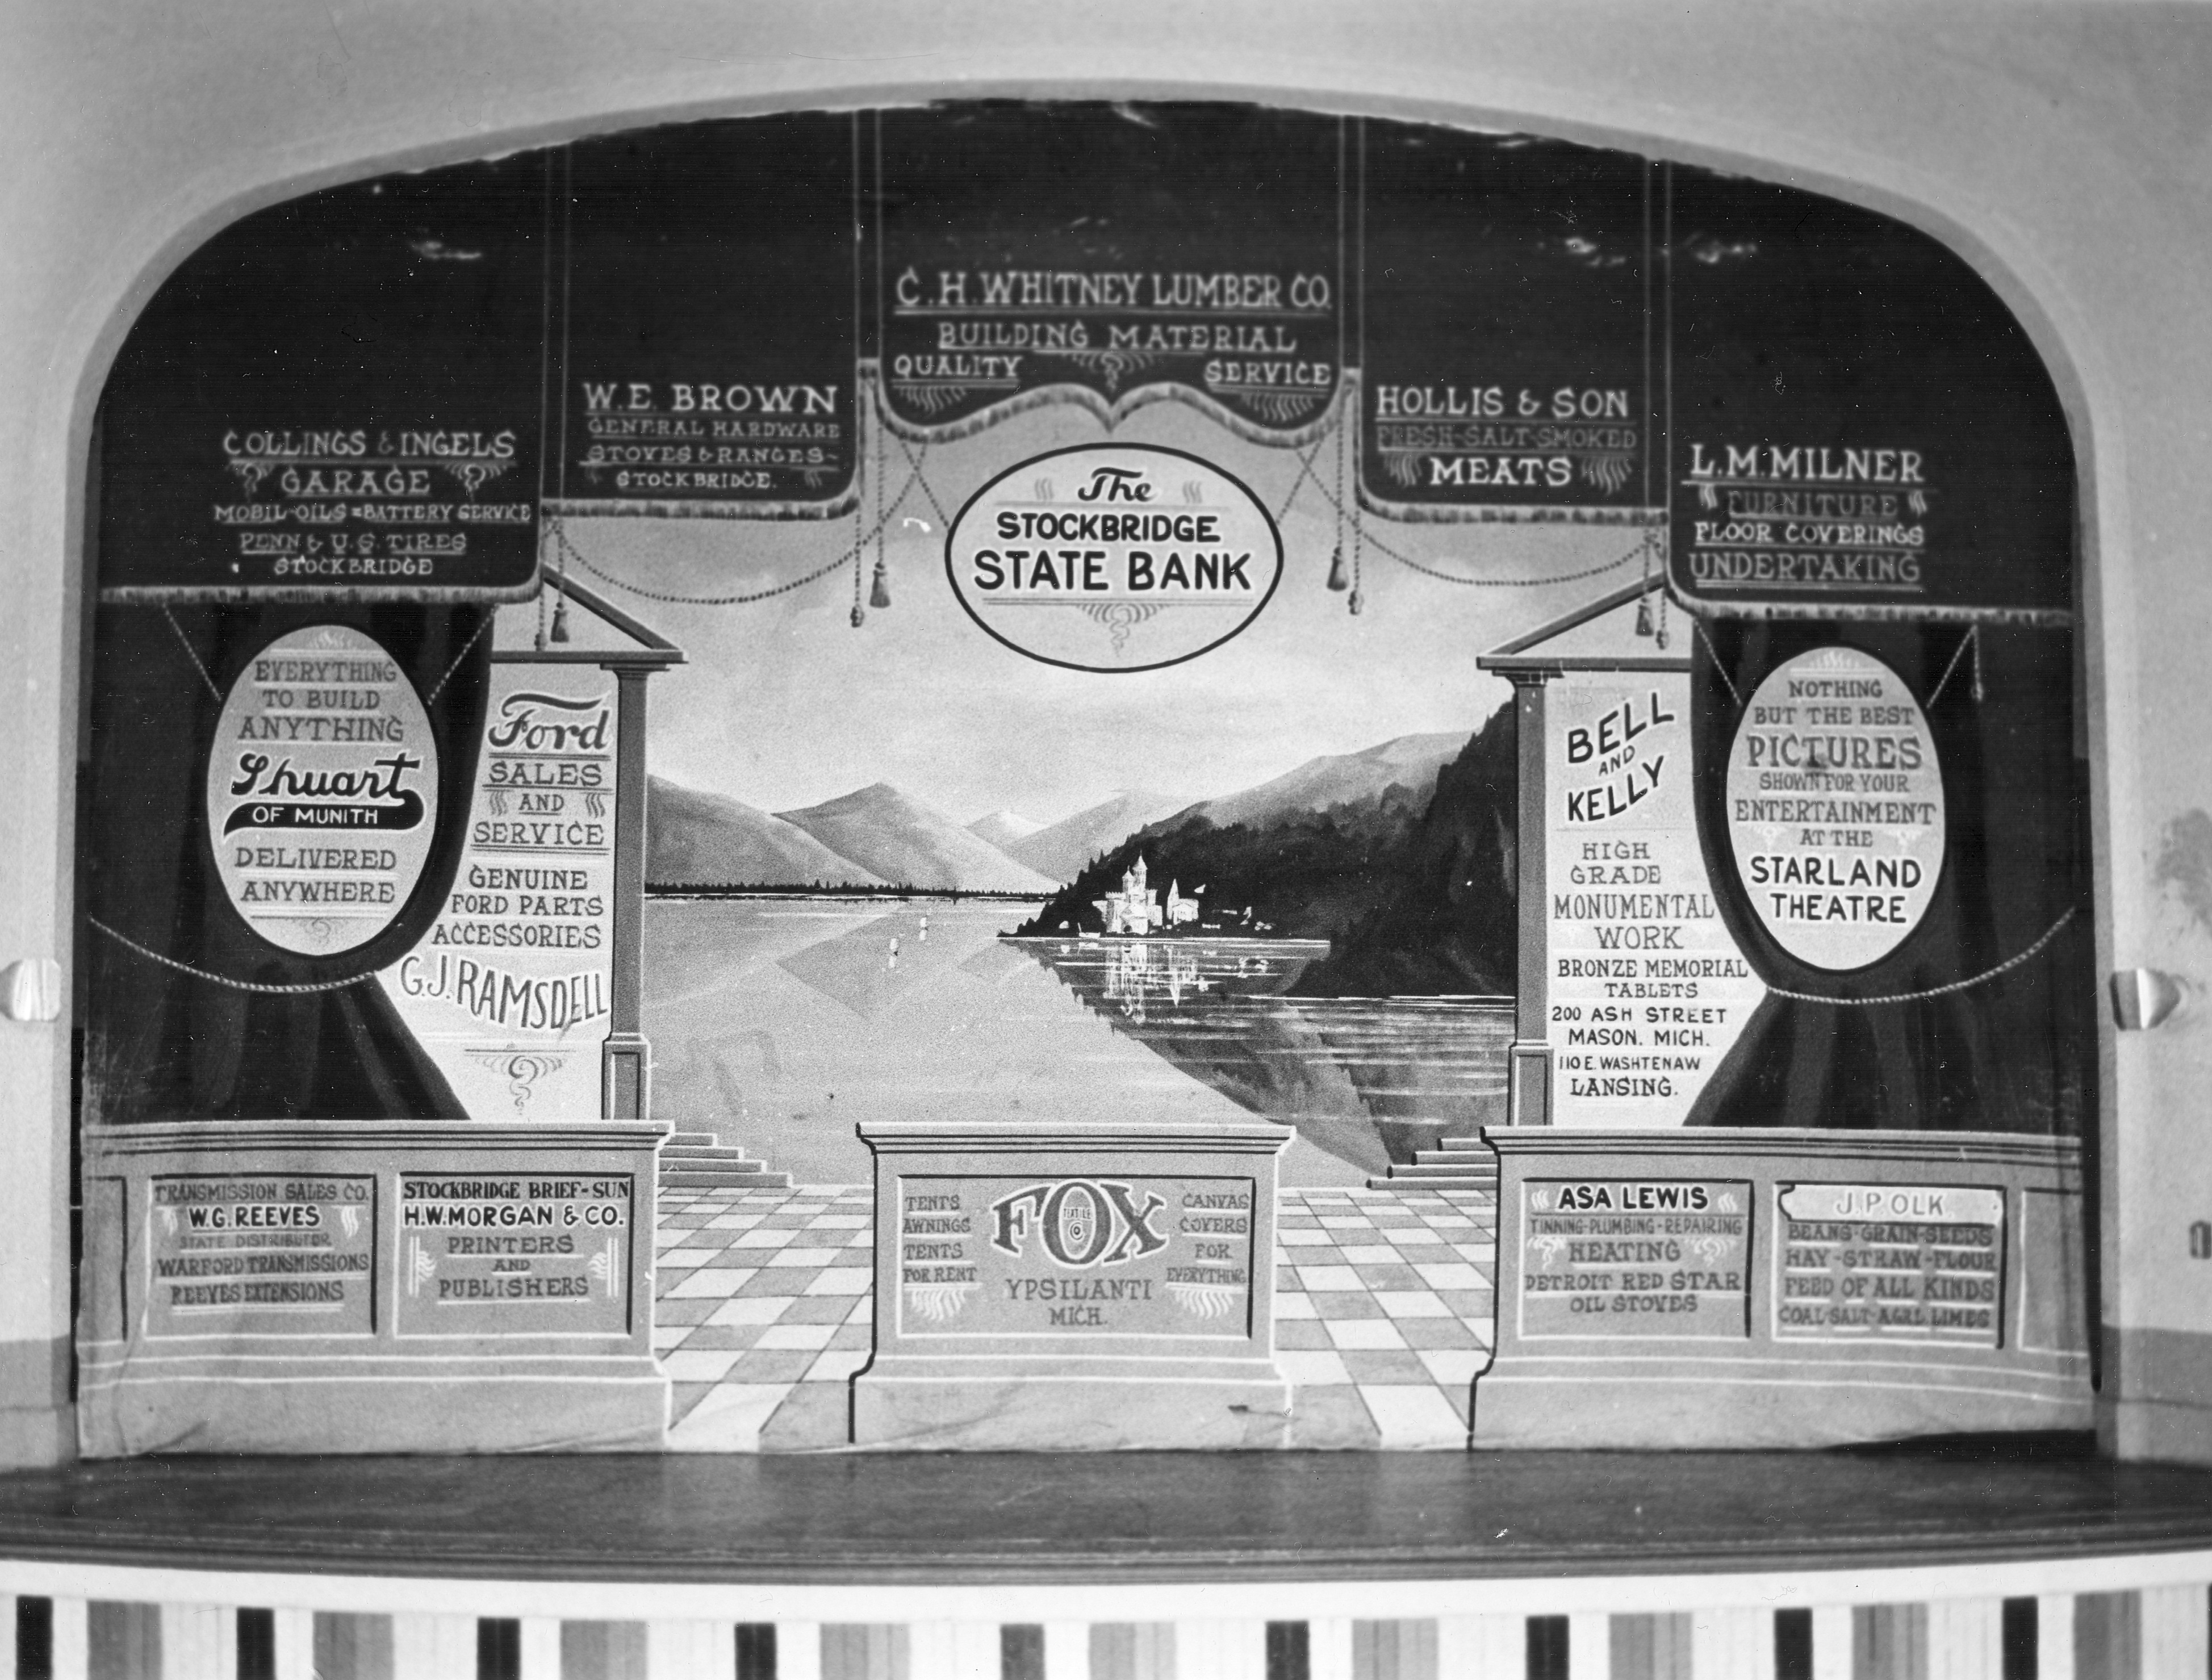 C.H. WHITNEY LUMBER CO.
BUILDING MATERIAL
QUALITY SERVICE
W.E. BROWN
GENERAL HARDWARE
STOVES & RANGES-
STOCKBRIDGE.
HOLLIS & SON
FRESH-SALT-SMOKED
MEATS
COLLINGS & INGELS
GARAGE
MOBIL-OILS=BATTERY SERVICE
PENN & U.S. TIRES
STOCKBRIDGE
L.M. MILNER
FURNITURE
FLOOR COVERINGS
UNDERTAKING
The
STOCKBRIDGE
STATE BANK
EVERYTHING
TO BUILD
ANYTHING
Shuart
OF MUNITH
DELIVERED
ANYWHERE
Ford
SALES
AND
SERVICE
GENUINE
FORD PARTS
ACCESSORIES
G.J. RAMSDELL
BELL
AND
KELLY
HIGH
GRADE
MONUMENTAL
WORK
BRONZE MEMORIAL
TABLETS
200 ASH STREET
MASON. MICH.
110 E. WASHTENAW
LANSING.
NOTHING
BUT THE BEST
PICTURES
SHOWN FOR YOUR
ENTERTAINMENT
AT THE
STARLAND
THEATRE
TRANSMISSION SALES CO.
W.G. REEVES
STATE DISTRIBUTOR
WARFORD TRANSMISSIONS
REEVES EXTENSIONS
STOCKBRIDGE BRIEF-SUN
H.W. MORGAN & CO.
PRINTERS
AND
PUBLISHERS
TENTS
AWNINGS
TENTS
FOR RENT
FOX
TEXTILE
YPSILANTI
MICH.
CANVAS
COVERS
FOR
EVERYTHING
ASA LEWIS
TINNING-PLUMBING-REPAIRING
HEATING
DETROIT RED STAR
OIL STOVES
J. POLK
BEANS-GRAIN-SEEDS
HAY-STRAW-FLOUR
FEED OF ALL KINDS
COAL-SALT-AGRL. LIMES